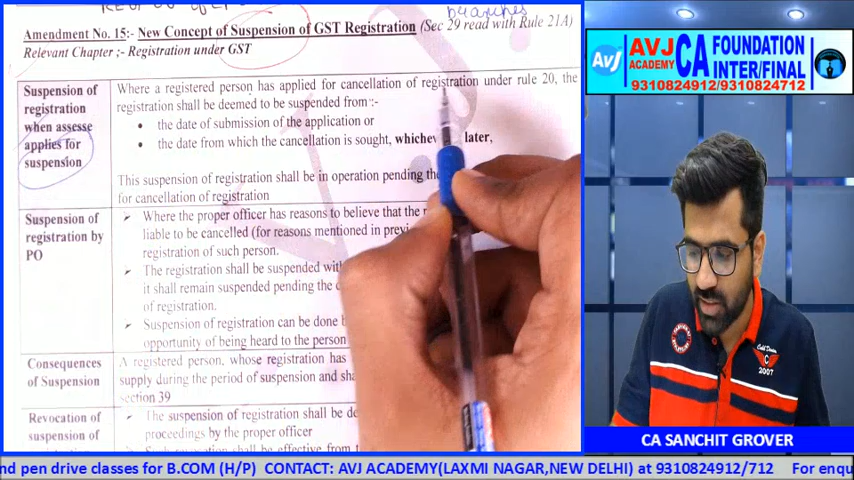 branches
Amendment No. 15:- New Concept of Suspension of GST Registration (Sec 29 read with Rule 21A)
Relevant Chapter ;- Registration under GST
Suspension of registration when assesse applies for suspension
Where a registered person has applied for cancellation of registration under rule 20, the
registration shall be deemed to be suspended from :-
• the date of submission of the application or
• the date from which the cancellation is sought, whichev later,
This suspension of registration shall be in operation pending the
for cancellation of registration
Suspension of registration by PO
➢ Where the proper officer has reasons to believe that the
liable to be cancelled (for reasons mentioned in previ
registration of such person.
➢ The registration shall be suspended with
it shall remain suspended pending the
of registration.
➢ Suspension of registration can be done b
opportunity of being heard to the person
Consequences of Suspension
A registered person, whose registration has
supply during the period of suspension and sha
section 39
Revocation of suspension of
➢ The suspension of registration shall be de
proceedings by the proper officer
AVJ
AVJ
ACADEMY
CA
FOUNDATION
INTER/FINAL
9310824912/9310824712
2007
CA SANCHIT GROVER
nd pen drive classes for B.COM (H/P) CONTACT: AVJ ACADEMY(LAXMI NAGAR,NEW DELHI) at 9310824912/712 For enqu